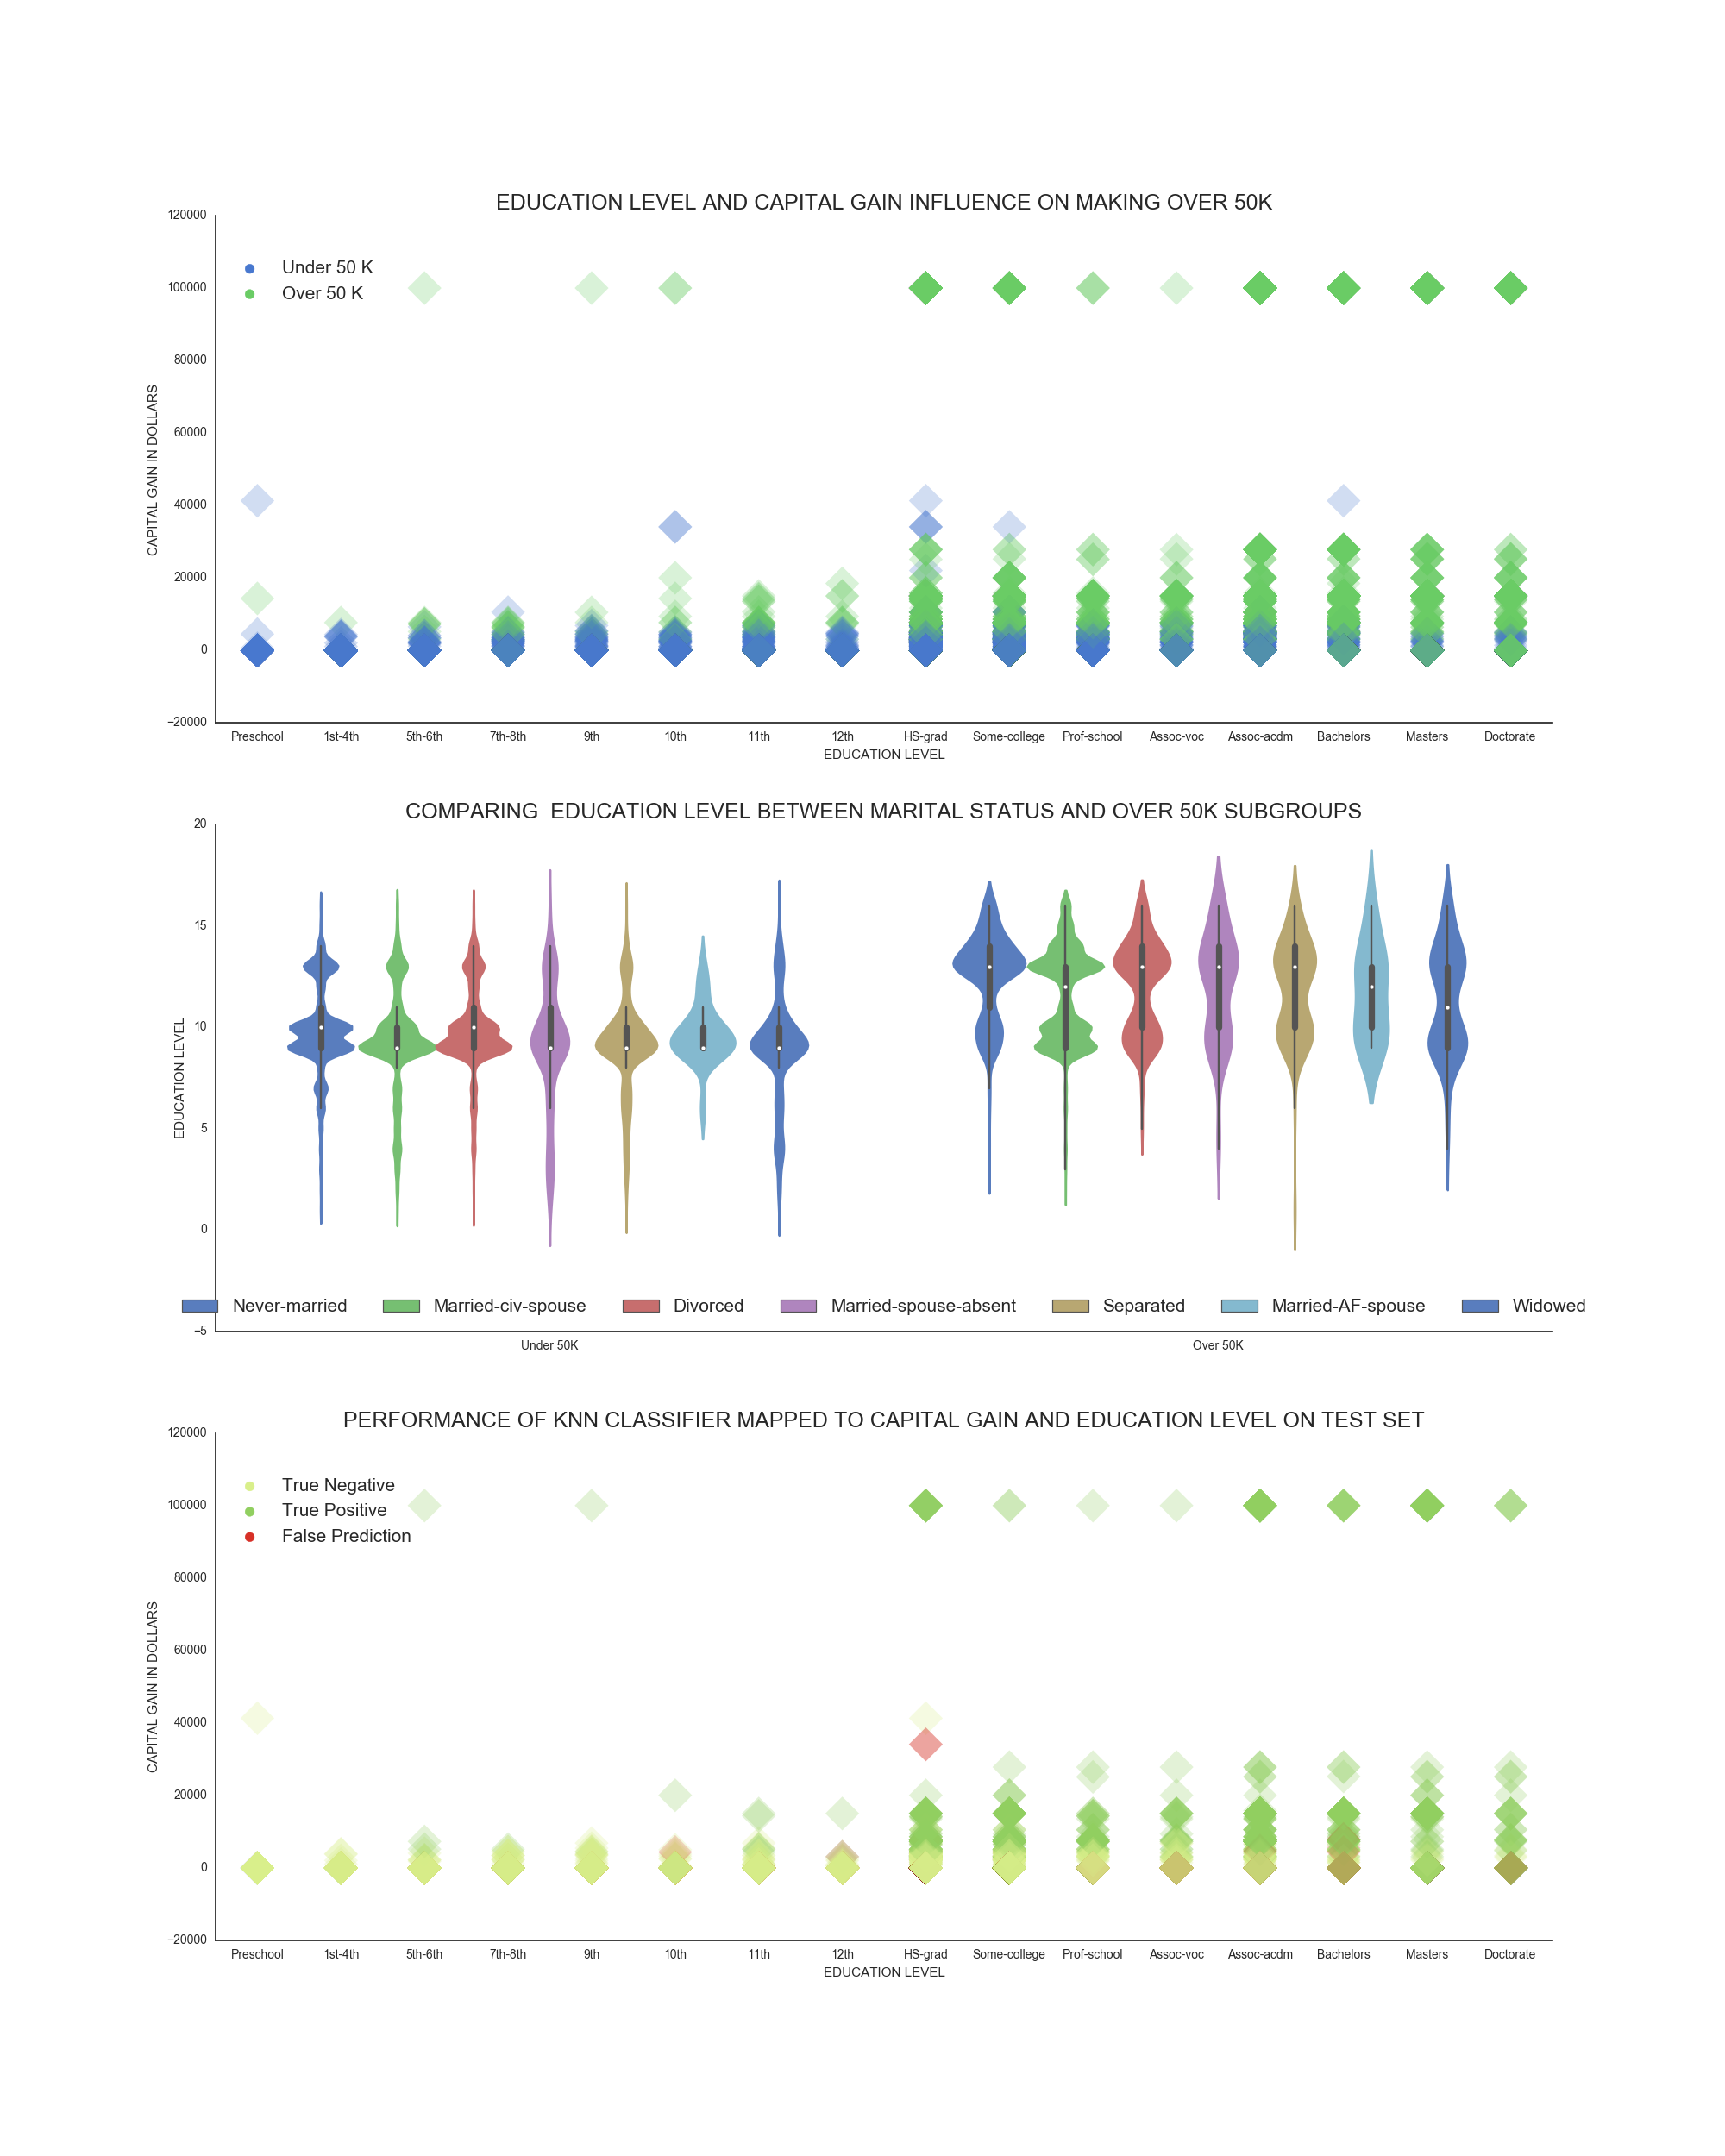 EDUCATION LEVEL AND CAPITAL GAIN INFLUENCE ON MAKING OVER 50K
120000
100000
80000
60000
40000
20000
0
−20000
CAPITAL GAIN IN DOLLARS
Under 50 K
Over 50 K
Preschool 1st-4th 5th-6th 7th-8th 9th 10th 11th 12th HS-grad Some-college Prof-school Assoc-voc Assoc-acdm Bachelors Masters Doctorate
EDUCATION LEVEL
COMPARING  EDUCATION LEVEL BETWEEN MARITAL STATUS AND OVER 50K SUBGROUPS
20
15
10
5
0
−5
EDUCATION LEVEL
Never-married Married-civ-spouse Divorced Married-spouse-absent Separated Married-AF-spouse Widowed
Under 50K Over 50K
PERFORMANCE OF KNN CLASSIFIER MAPPED TO CAPITAL GAIN AND EDUCATION LEVEL ON TEST SET
120000
100000
80000
60000
40000
20000
0
−20000
CAPITAL GAIN IN DOLLARS
True Negative
True Positive
False Prediction
Preschool 1st-4th 5th-6th 7th-8th 9th 10th 11th 12th HS-grad Some-college Prof-school Assoc-voc Assoc-acdm Bachelors Masters Doctorate
EDUCATION LEVEL